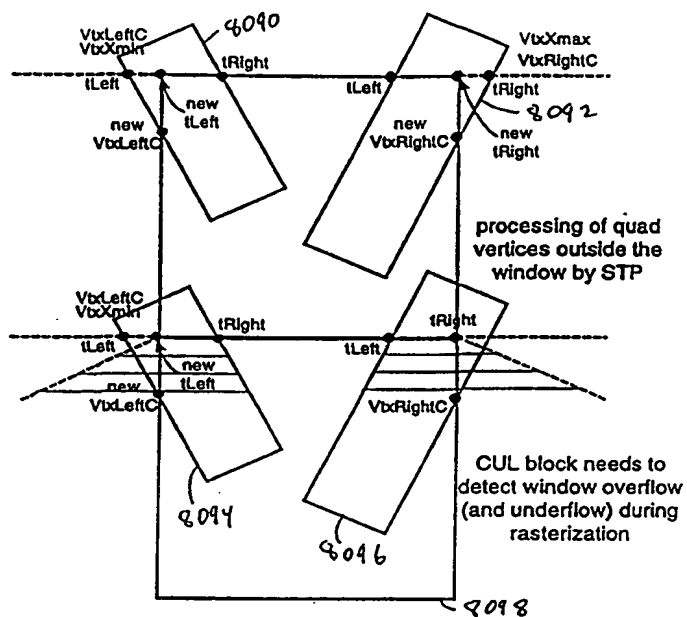 VtxLeftC
VtxXmin
8090
VtxXmax
VtxRightC
tLeft
tRight
tLeft
tRight
8092
new
tLeft
new
VtxLeftC
new
VtxRightC
new
tRight
processing of quad
vertices outside the
window by STP
VtxLeftC
VtxXmin
tLeft
tRight
tLeft
tRight
new
tLeft
new
VtxLeftC
VtxRightC
CUL block needs to
detect window overflow
(and underflow) during
rasterization
8094
8096
8098